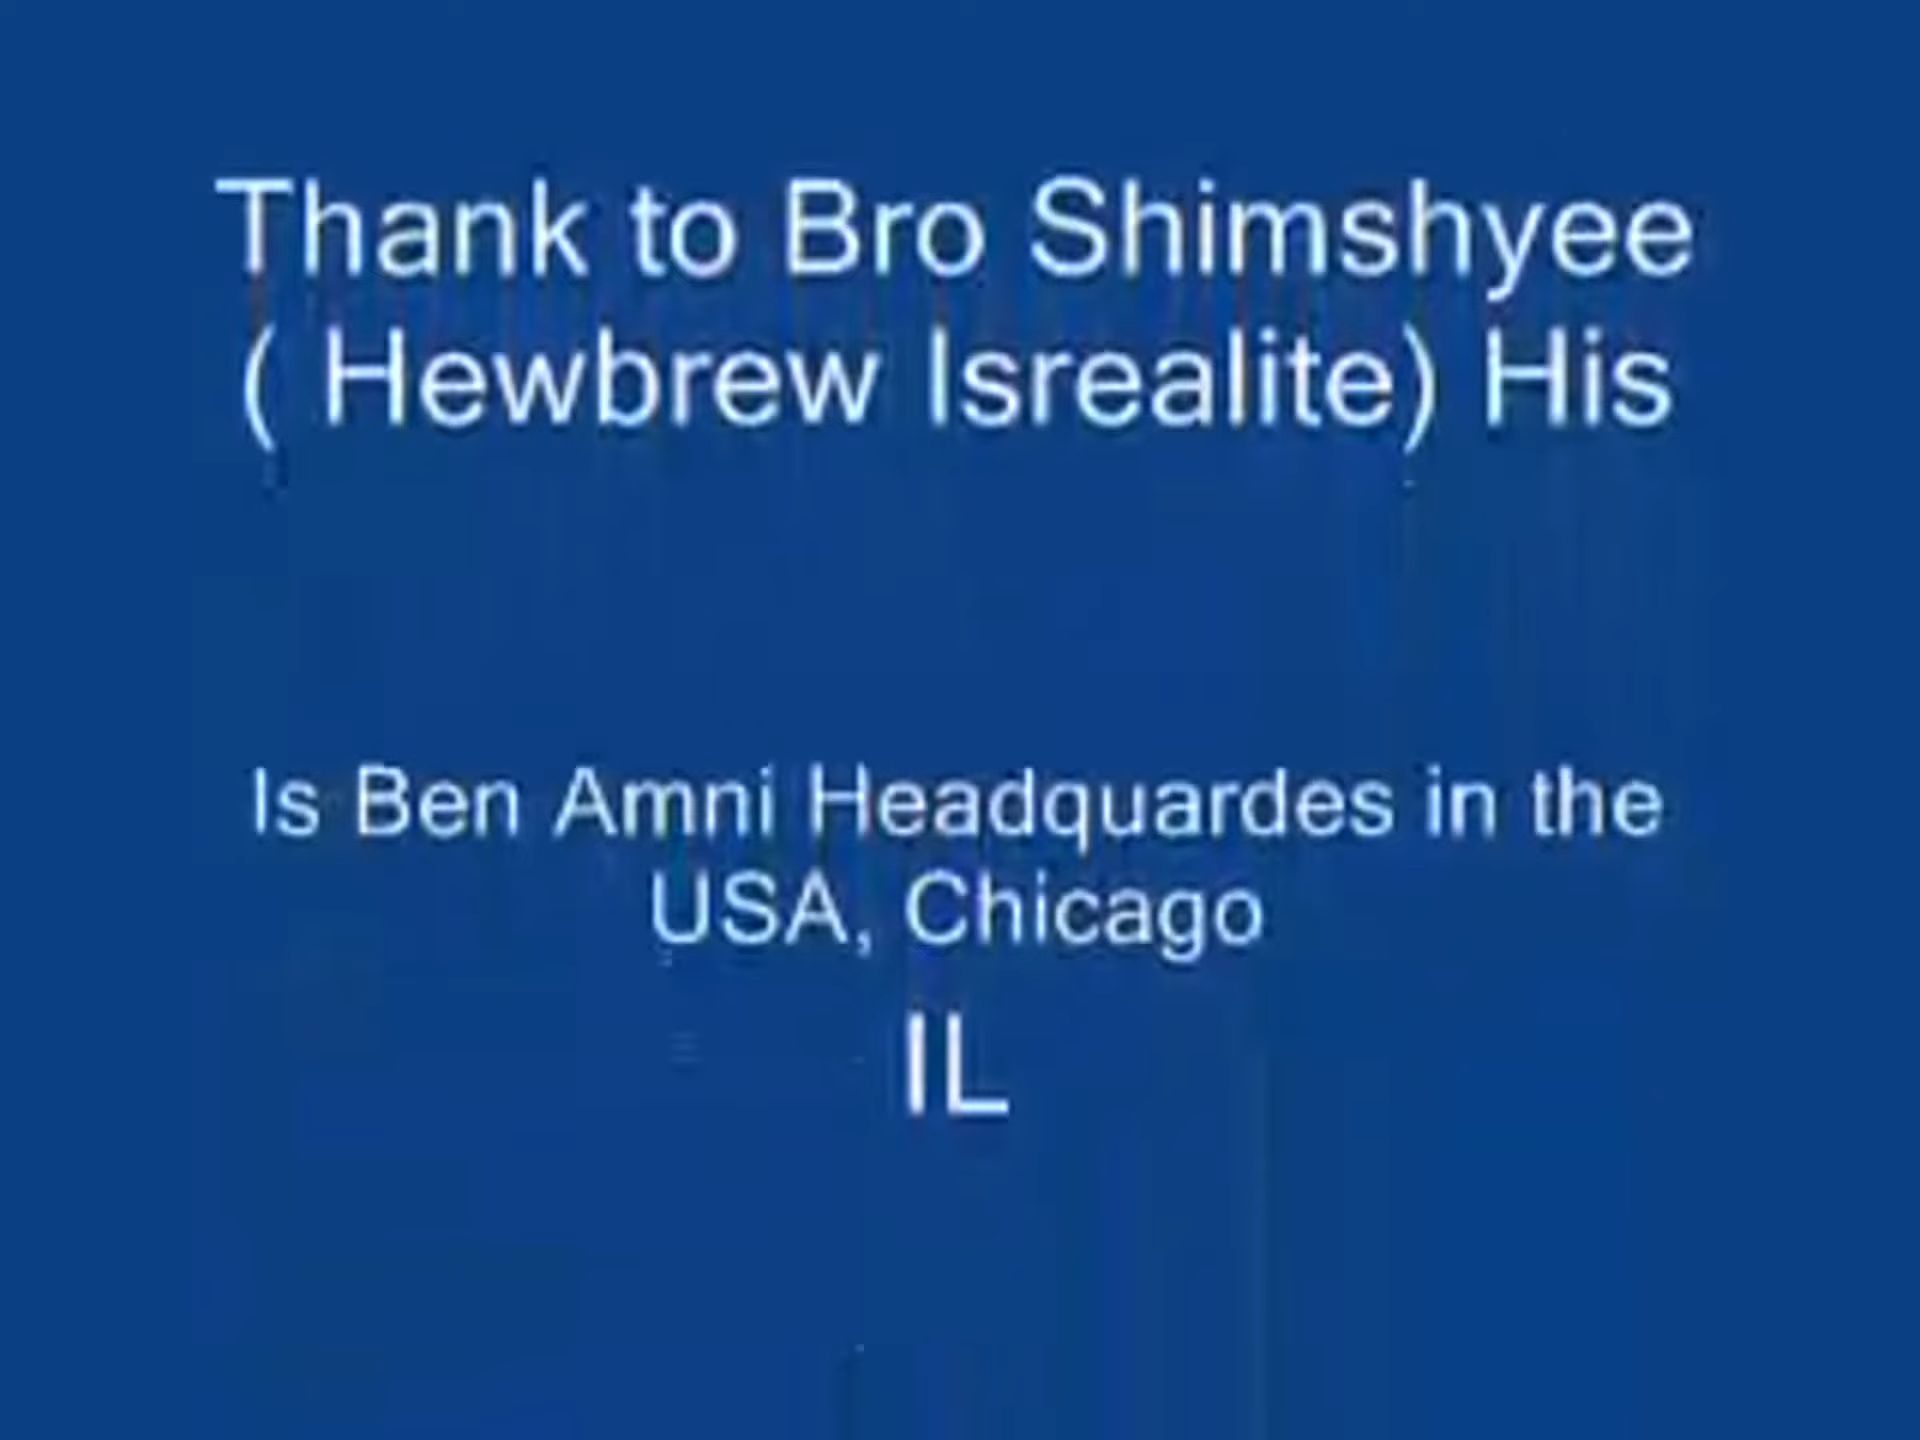 Thank to Bro Shimshyee
( Hewbrew Isrealite) His
Is Ben Amni Headquardes in the
USA, Chicago
IL